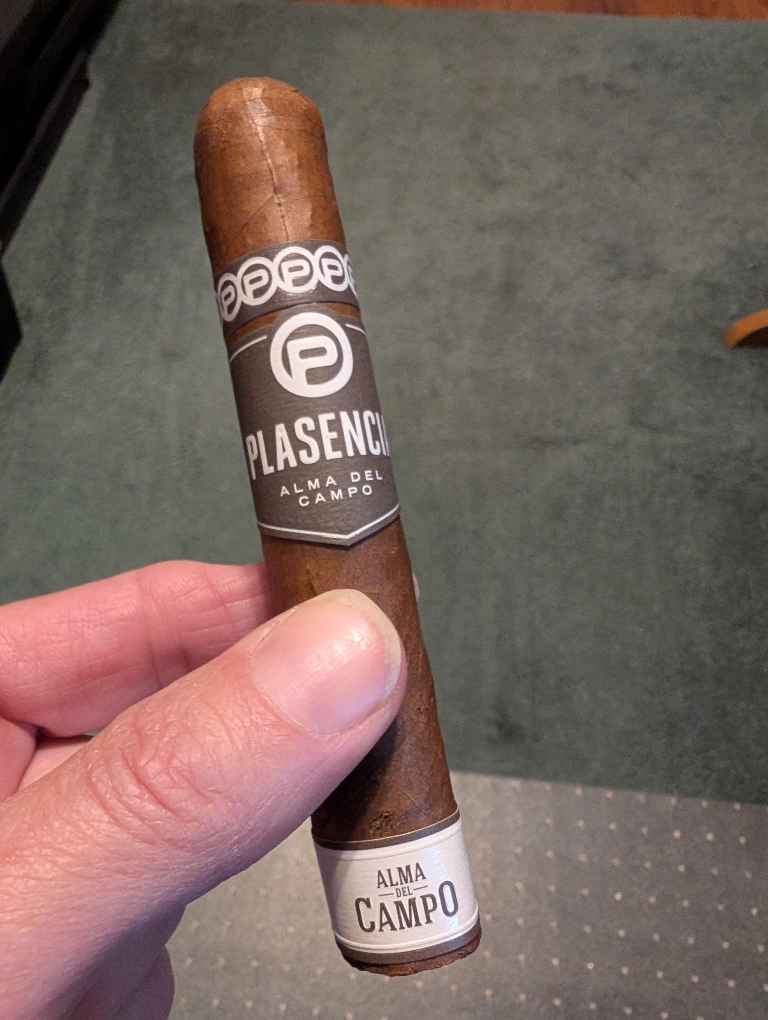 P P P P
P
PLASENCI
ALMA DEL
CAMPO
ALMA
DEL
CAMPO